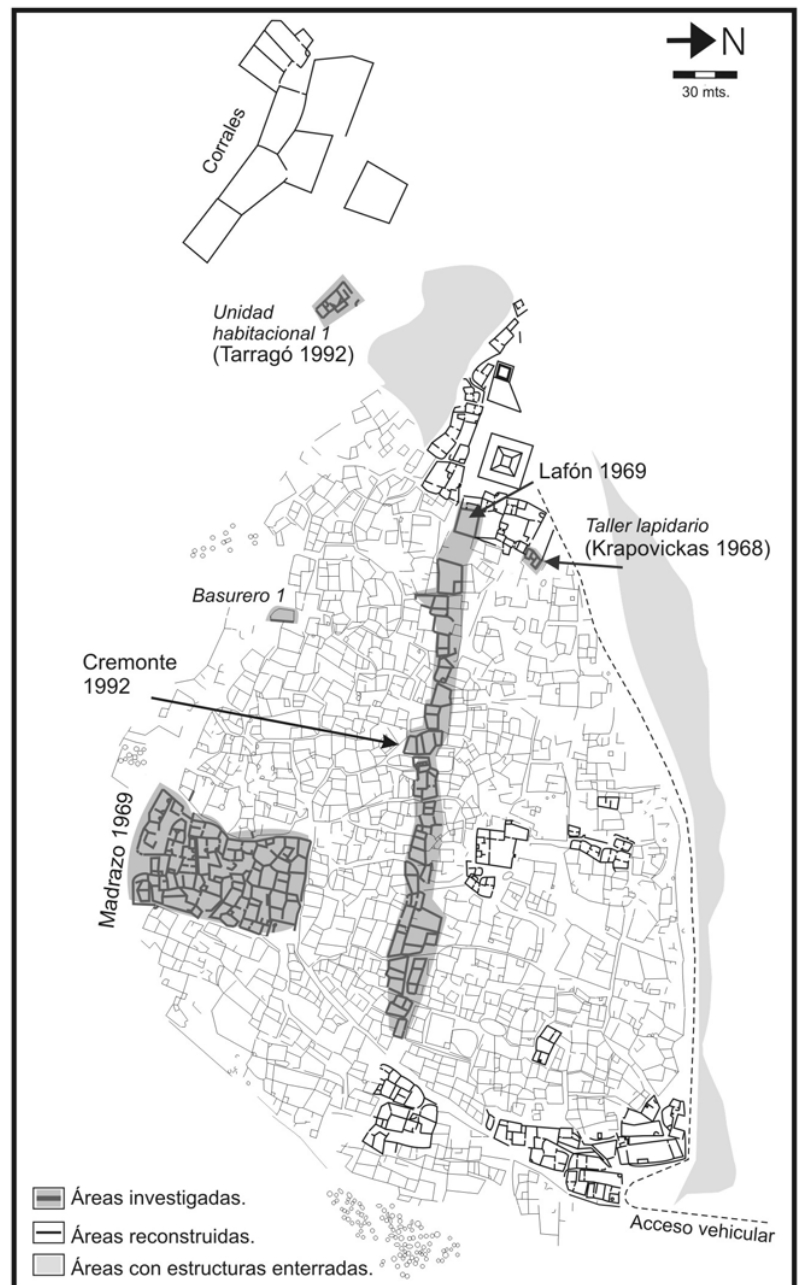 N
30 mts.
Corrales
Unidad
habitacional 1
(Tarragó 1992)
Lafón 1969
Taller lapidario
(Krapovickas 1968)
Basurero 1
Cremonte
1992
Madrazo 1969
Áreas investigadas.
Áreas reconstruidas.
Áreas con estructuras enterradas.
Acceso vehicular